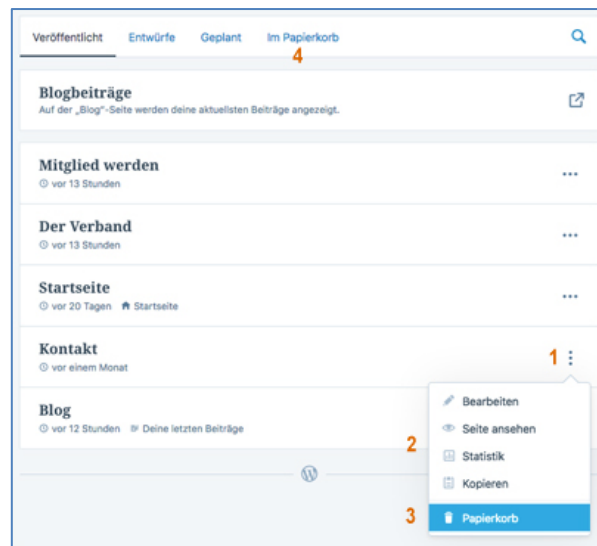 Veröffentlicht Entwürfe Geplant Im Papierkorb
4
Blogbeiträge
Auf der „Blog"-Seite werden deine aktuellsten Beiträge angezeigt.
Mitglied werden
vor 13 Stunden
Der Verband
vor 13 Stunden
Startseite
vor 20 Tagen Startseite
Kontakt
1
vor einem Monat
Bearbeiten
Blog
Seite ansehen
vor 12 Stunden Deine letzten Beiträge
2
Statistik
Kopieren
3 Papierkorb